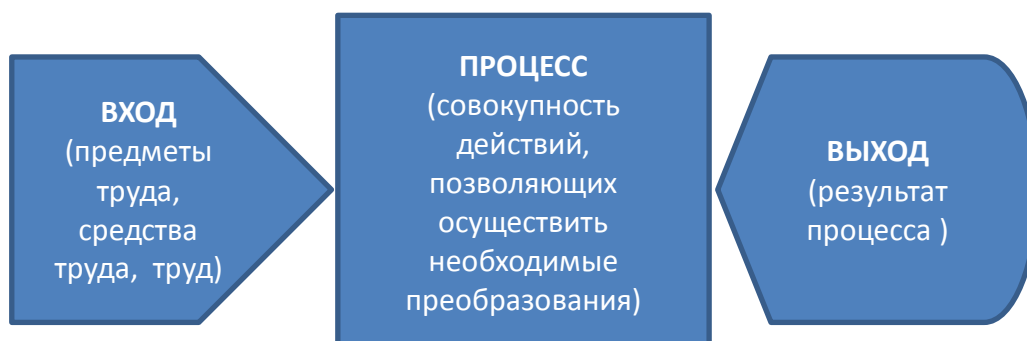 ВХОД
(предметы
труда,
средства
труда, труд)
ПРОЦЕСС
(совокупность
действий,
позволяющих
осуществить
необходимые
преобразования)
ВЫХОД
(результат
процесса )